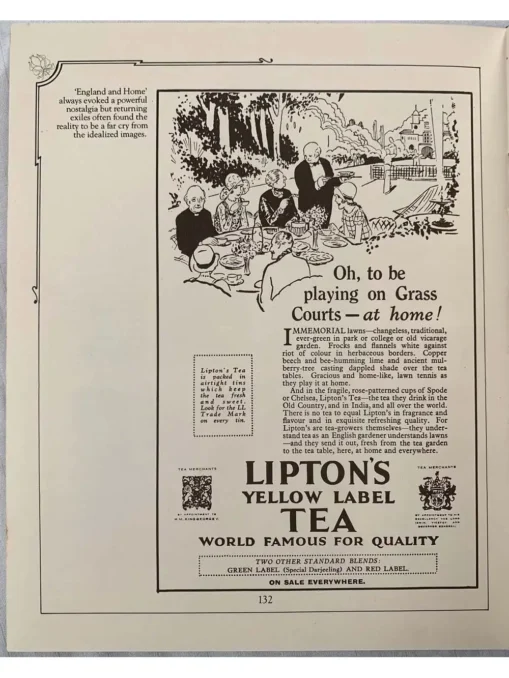 'England and Home'
always evoked a powerful
nostalgia but returning
exiles often found the
reality to be a far cry from
the idealized images.
Oh, to be
playing on Grass
Courts — at home!
IMMEMORIAL lawns—changeless, traditional,
ever-green in park or college or old vicarage
garden. Frocks and flannels white against
riot of colour in herbaceous borders. Copper
beech and bee-humming lime and ancient mul-
berry-tree casting dappled shade over the tea
tables. Gracious and home-like, lawn tennis as
they play it at home.
And in the fragile, rose-patterned cups of Spode
or Chelsea, Lipton's Tea—the tea they drink in the
Old Country, and in India, and all over the world.
There is no tea to equal Lipton's in fragrance and
flavour and in exquisite refreshing quality. For
Lipton's are tea-growers themselves—they under-
stand tea as an English gardener understands lawns
—and they send it out, fresh from the tea garden
to the tea table, here, at home and everywhere.
Lipton's Tea
is packed in
airtight tins
which keep
the tea fresh
and sweet.
Look for the LL
Trade Mark
on every tin.
TEA MERCHANTS
BY APPOINTMENT TO
H.M. KING GEORGE V.
TEA MERCHANTS
BY APPOINTMENT TO HIS
LIPTON'S
YELLOW LABEL
TEA
WORLD FAMOUS FOR QUALITY
TWO OTHER STANDARD BLENDS:
GREEN LABEL (Special Darjeeling) AND RED LABEL.
ON SALE EVERYWHERE.
132